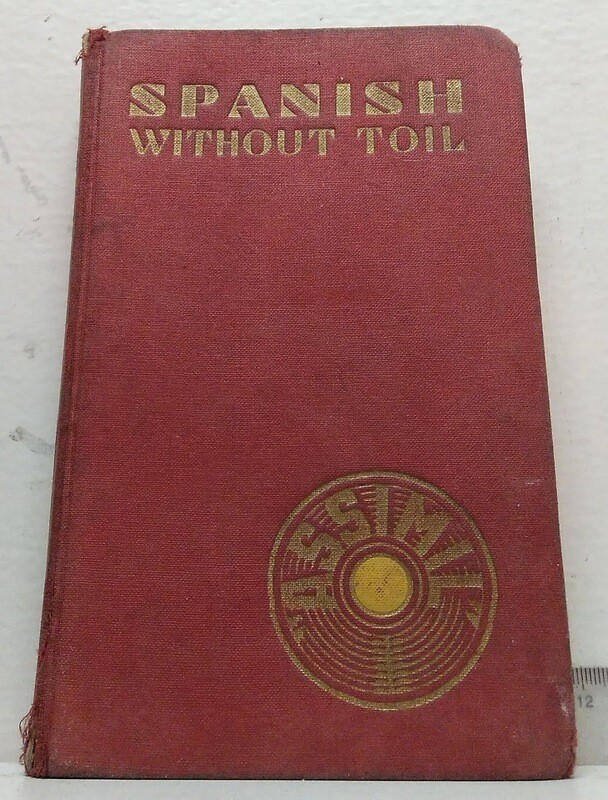 SPANISH
WITHOUT TOIL
"ASSIMIL"
12